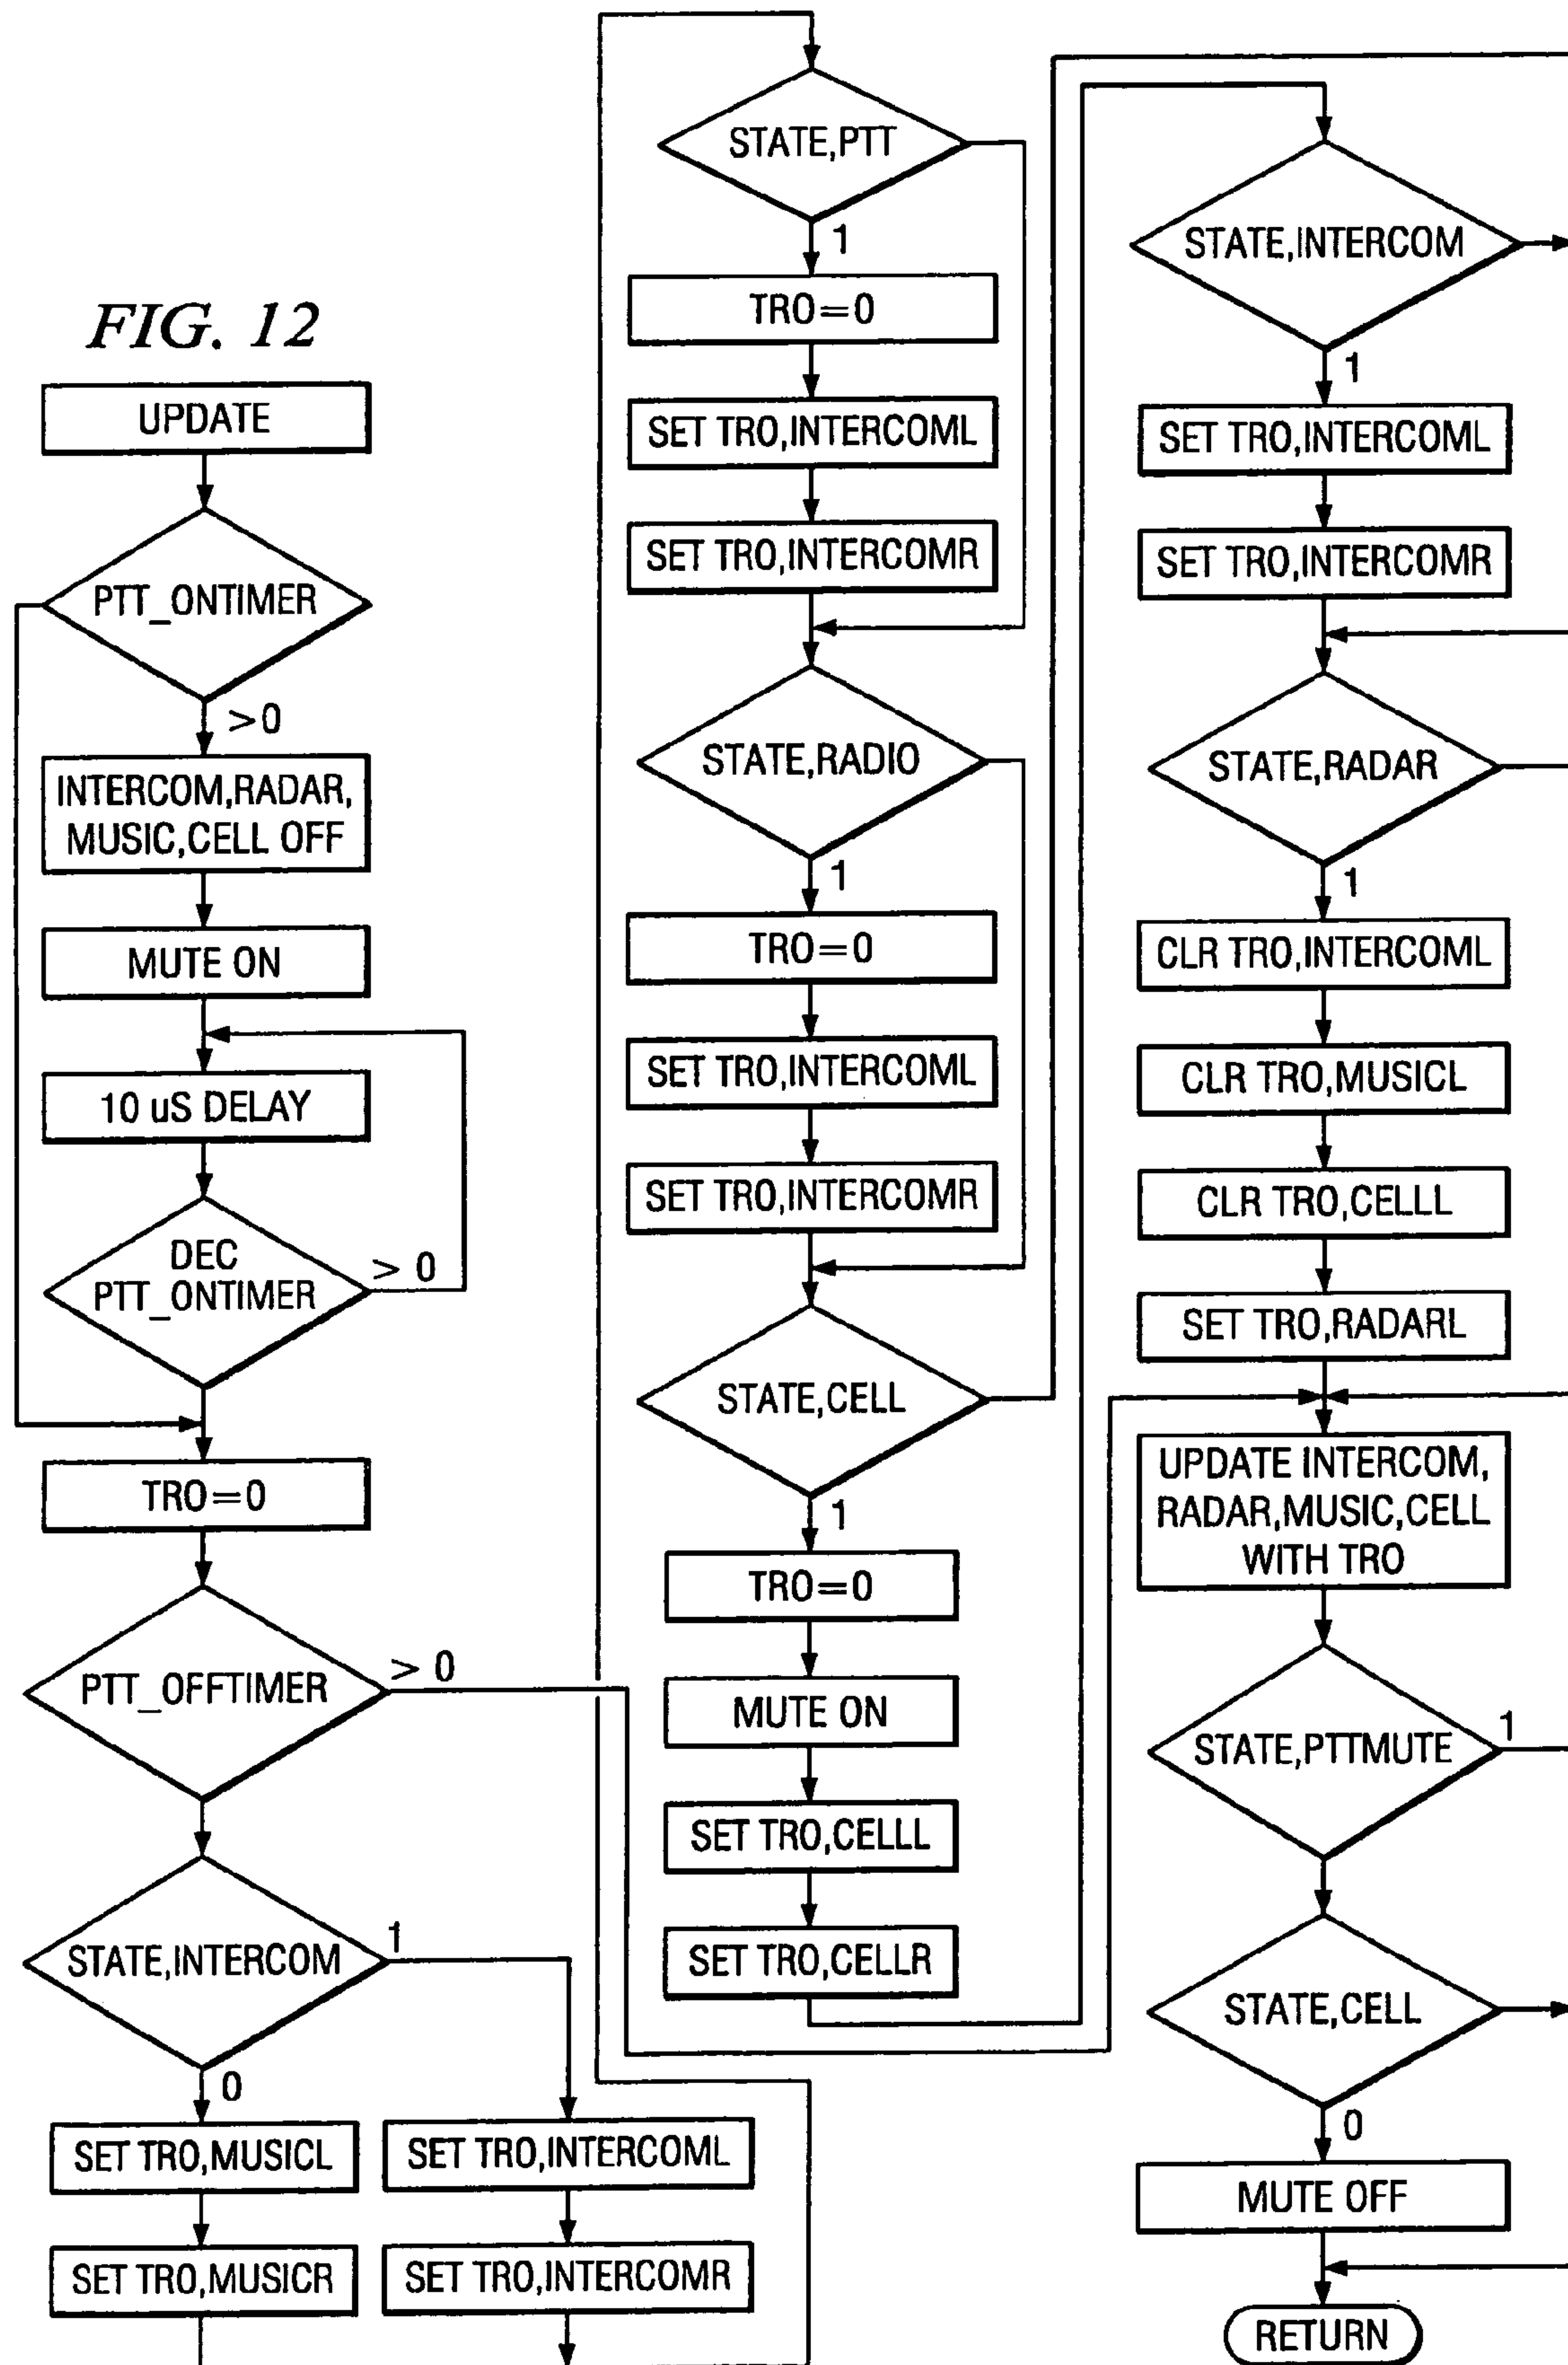 FIG. 12
UPDATE
PTT_ONTIMER
>0
INTERCOM,RADAR,
MUSIC,CELL OFF
MUTE ON
10 uS DELAY
DEC
PTT_ONTIMER
>0
TRO=0
PTT_OFFTIMER
>0
STATE,INTERCOM
1
0
SET TRO,MUSICL
SET TRO,MUSICR
SET TRO,INTERCOML
SET TRO,INTERCOMR
STATE,PTT
1
TRO=0
SET TRO,INTERCOML
SET TRO,INTERCOMR
STATE,RADIO
1
TRO=0
SET TRO,INTERCOML
SET TRO,INTERCOMR
STATE,CELL
1
TRO=0
MUTE ON
SET TRO,CELLL
SET TRO,CELLR
STATE,INTERCOM
1
SET TRO,INTERCOML
SET TRO,INTERCOMR
STATE,RADAR
1
CLR TRO,INTERCOML
CLR TRO,MUSICL
CLR TRO,CELLL
SET TRO,RADARL
UPDATE INTERCOM,
RADAR,MUSIC,CELL
WITH TRO
STATE,PTTMUTE
1
STATE,CELL
0
MUTE OFF
RETURN